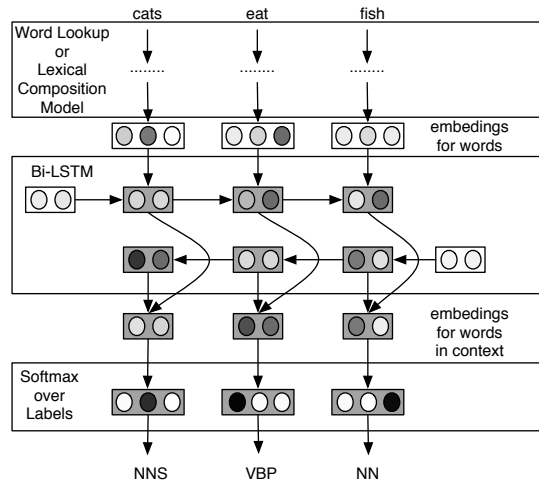 cats eat fish
Word Lookup
or
Lexical
Composition
Model
embedings
for words
Bi-LSTM
embeddings
for words
in context
Softmax
over
Labels
NNS VBP NN